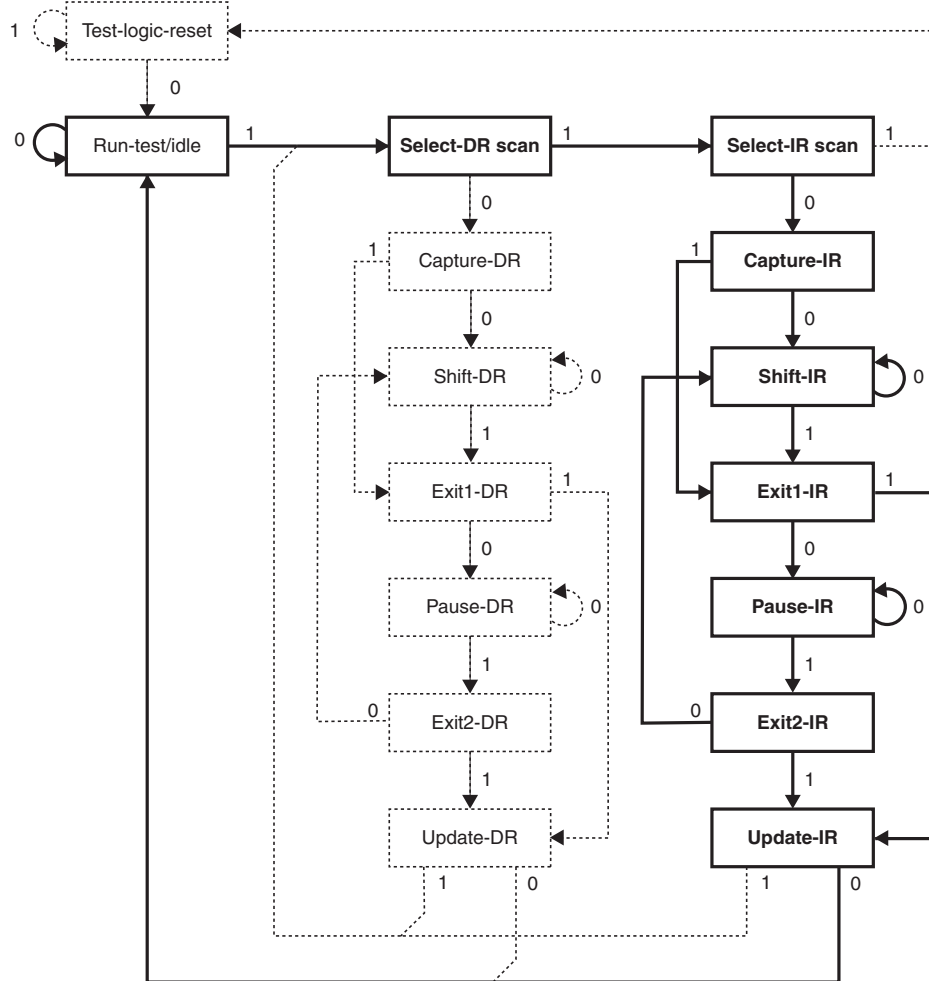 Test-logic-reset
1
0
Run-test/idle
0
1
Select-DR scan
1
Select-IR scan
1
0
0
1
Capture-DR
1
Capture-IR
0
0
Shift-DR
0
Shift-IR
0
1
1
Exit1-DR
1
Exit1-IR
1
0
0
Pause-DR
0
Pause-IR
0
1
1
0
Exit2-DR
0
Exit2-IR
1
1
Update-DR
Update-IR
1
0
1
0